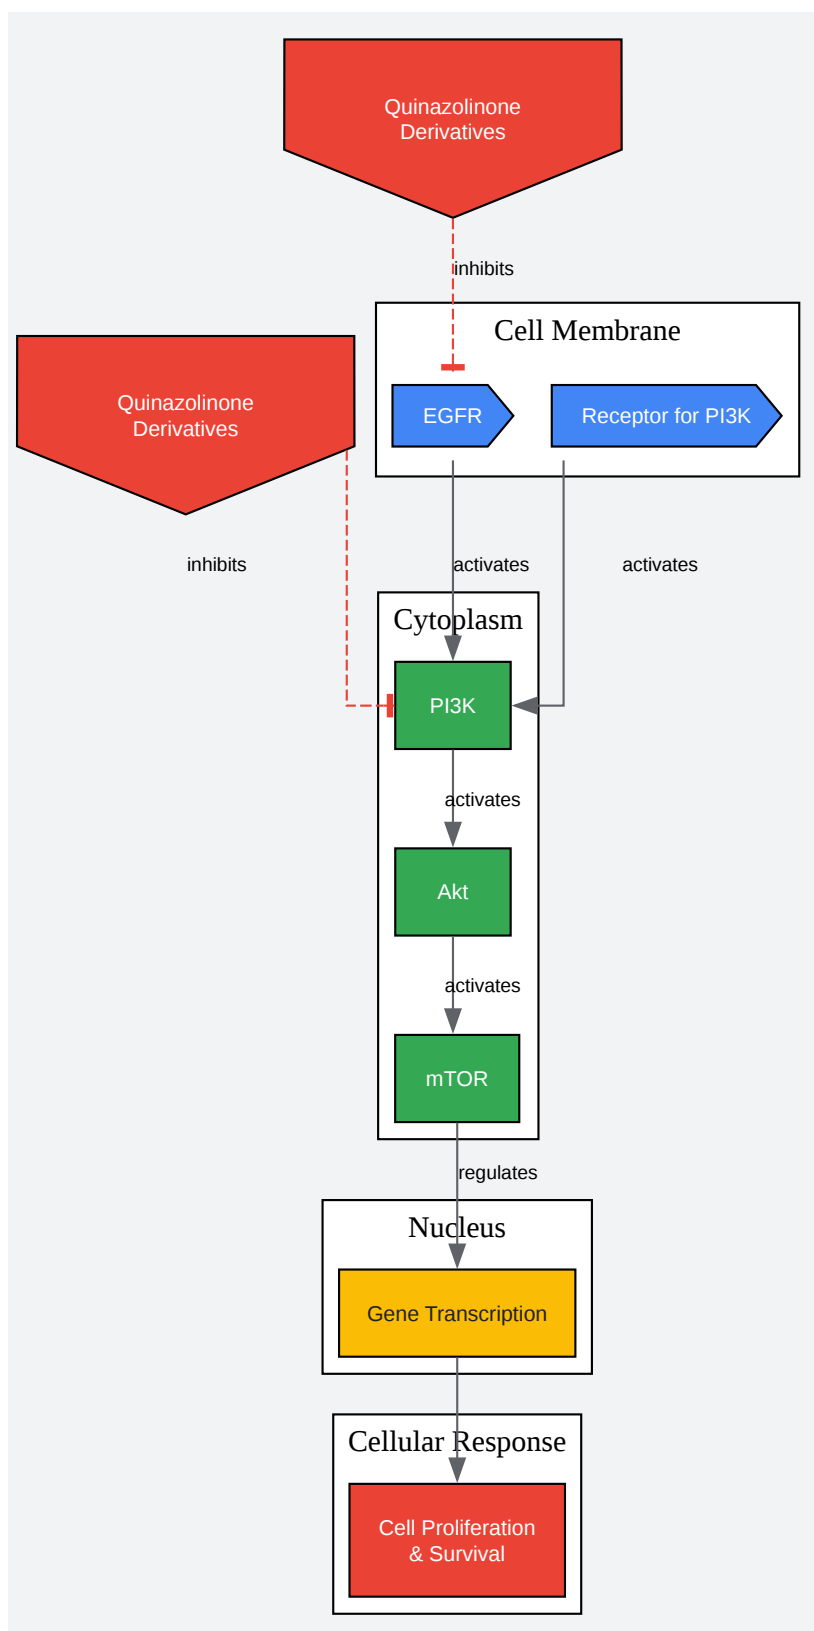 Quinazolinone
Derivatives
inhibits
Cell Membrane
Quinazolinone
Derivatives
EGFR
Receptor for PI3K
inhibits
activates
activates
Cytoplasm
PI3K
activates
Akt
activates
mTOR
regulates
Nucleus
Gene Transcription
Cellular Response
Cell Proliferation
& Survival